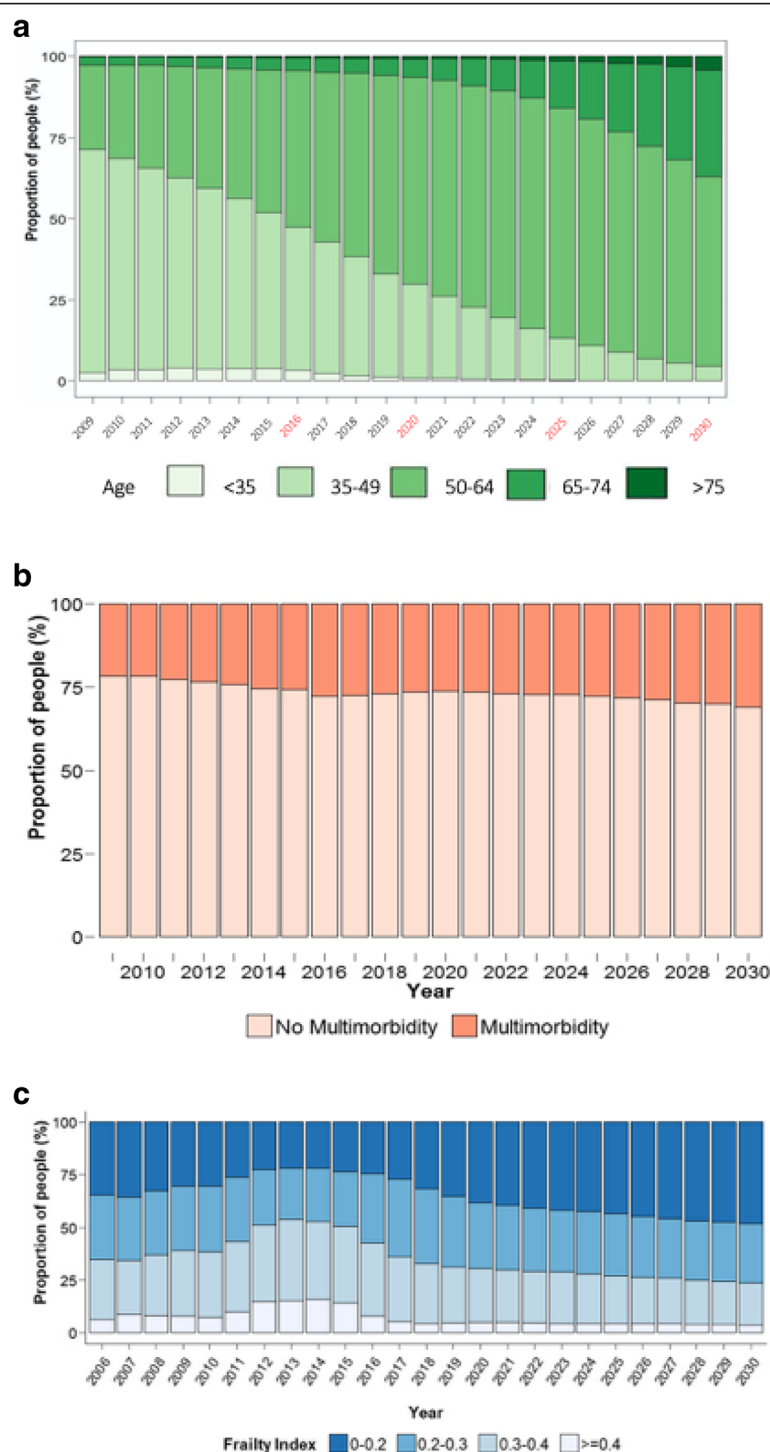 a
Proportion of people (%)
100
75
50
25
0
2009 2010 2011 2012 2013 2014 2015 2016 2017 2018 2019 2020 2021 2022 2023 2024 2025 2026 2027 2028 2029 2030
Age <35 35-49 50-64 65-74 >75
b
Proportion of people (%)
100
75
50
25
0
2010 2012 2014 2016 2018 2020 2022 2024 2026 2028 2030
Year
No Multimorbidity Multimorbidity
c
Proportion of people (%)
100
75
50
25
0
2006 2007 2008 2009 2010 2011 2012 2013 2014 2015 2016 2017 2018 2019 2020 2021 2022 2023 2024 2025 2026 2027 2028 2029 2030
Year
Frailty Index 0-0.2 0.2-0.3 0.3-0.4 >=0.4